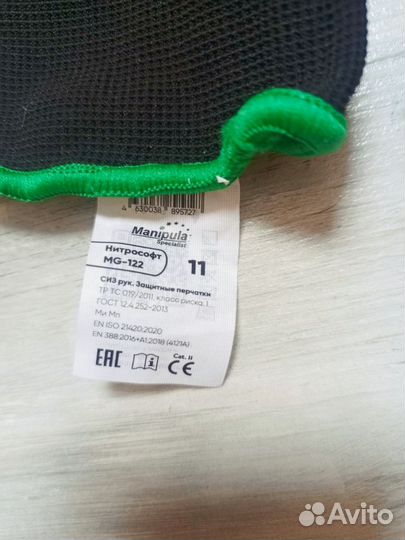 4 630038 895727
Manipula
Specialist
Нитрософт
MG-122
11
СИЗ рук. Защитные перчатки
ТР ТС 019/2011, класс риска 1
ГОСТ 12.4.252-2013
Ми Мп
EN ISO 21420:2020
EN 388:2016+A1:2018 (4121A)
EAC
i
Cat. II
CE
Avito